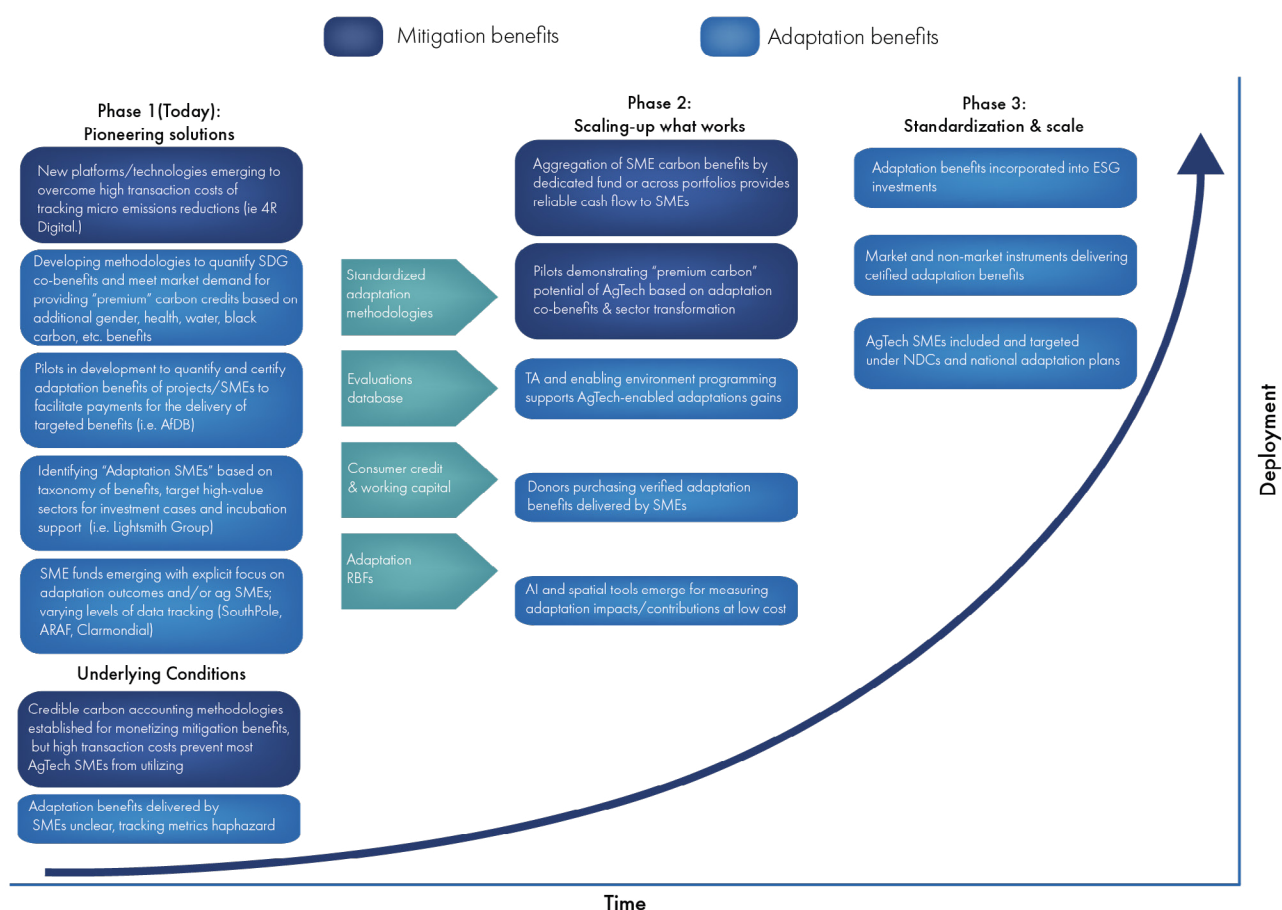 Mitigation benefits
Adaptation benefits
Phase 1(Today):
Pioneering solutions
New platforms/technologies emerging to
overcome high transaction costs of
tracking micro emissions reductions (ie 4R
Digital.)
Developing methodologies to quantify SDG
co-benefits and meet market demand for
providing "premium" carbon credits based on
additional gender, health, water, black
carbon, etc. benefits
Pilots in development to quantify and certify
adaptation benefits of projects/SMEs to
facilitate payments for the delivery of
targeted benefits (i.e. AfDB)
Identifying "Adaptation SMEs" based on
taxonomy of benefits, target high-value
sectors for investment cases and incubation
support (i.e. Lightsmith Group)
SME funds emerging with explicit focus on
adaptation outcomes and/or ag SMEs;
varying levels of data tracking (SouthPole,
ARAF, Clarmondial)
Underlying Conditions
Credible carbon accounting methodologies
established for monetizing mitigation benefits,
but high transaction costs prevent most
AgTech SMEs from utilizing
Adaptation benefits delivered by
SMEs unclear, tracking metrics haphazard
Standardized
adaptation
methodologies
Evaluations
database
Consumer credit
& working capital
Adaptation
RBFs
Phase 2:
Scaling-up what works
Aggregation of SME carbon benefits by
dedicated fund or across portfolios provides
reliable cash flow to SMEs
Pilots demonstrating "premium carbon"
potential of AgTech based on adaptation
co-benefits & sector transformation
TA and enabling environment programming
supports AgTech-enabled adaptations gains
Donors purchasing verified adaptation
benefits delivered by SMEs
AI and spatial tools emerge for measuring
adaptation impacts/contributions at low cost
Phase 3:
Standardization & scale
Adaptation benefits incorporated into ESG
investments
Market and non-market instruments delivering
cetified adaptation benefits
AgTech SMEs included and targeted
under NDCs and national adaptation plans
Deployment
Time